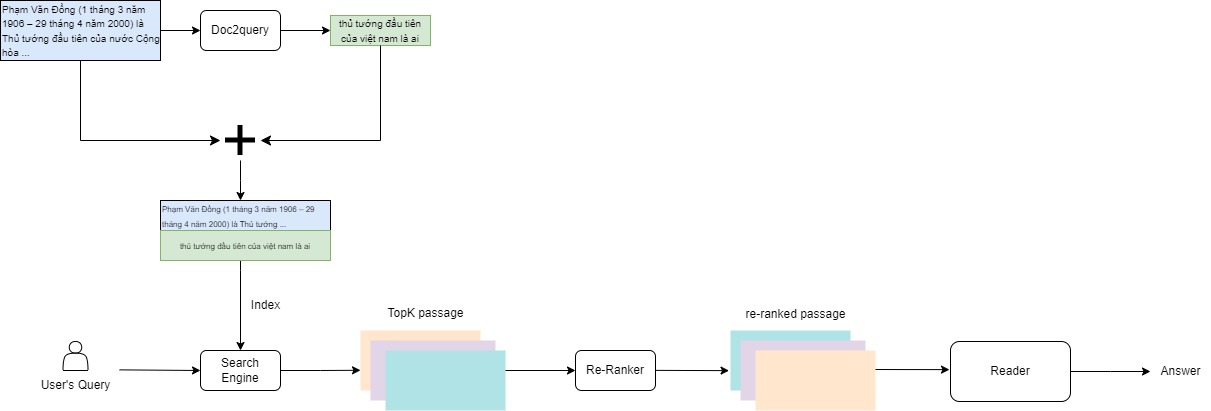 Phạm Văn Đồng (1 tháng 3 năm
1906 – 29 tháng 4 năm 2000) là
Thủ tướng đầu tiên của nước Cộng
hòa ...
Doc2query
thủ tướng đầu tiên
của việt nam là ai
Phạm Văn Đồng (1 tháng 3 năm 1906 – 29
tháng 4 năm 2000) là Thủ tướng ...
thủ tướng đầu tiên của việt nam là ai
Index
TopK passage
re-ranked passage
User's Query
Search
Engine
Re-Ranker
Reader
Answer